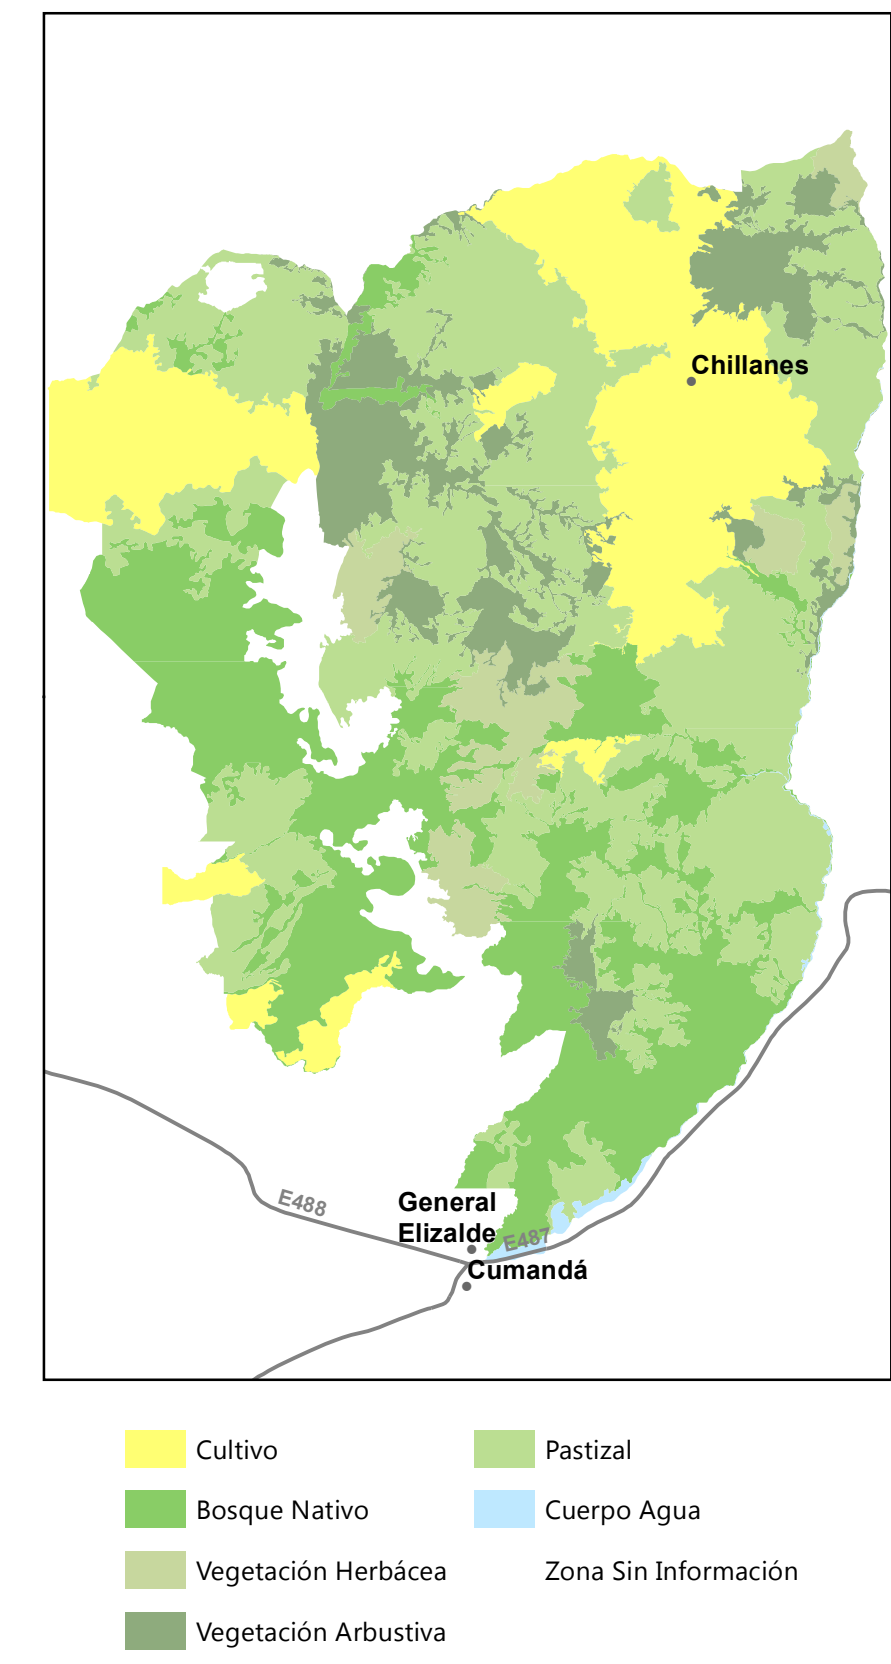 Chillanes
E488
General
Elizalde
E487
Cumandá
Cultivo
Pastizal
Bosque Nativo
Cuerpo Agua
Vegetación Herbácea
Zona Sin Información
Vegetación Arbustiva